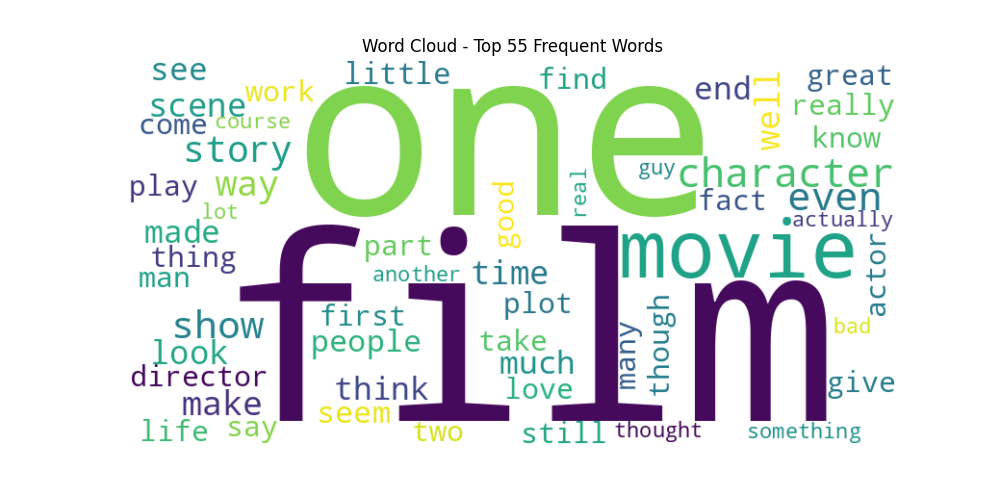 Word Cloud - Top 55 Frequent Words
see
little
find
end
well
great
work
one
scene
really
come
course
know
story
guy
character
play
way
real
fact
even
lot
good
actually
made
part
movie
actor
thing
another
time
man
film
plot
first
many
though
bad
show
people
take
look
much
director
think
love
give
make
seem
life
say
two
still
thought
something